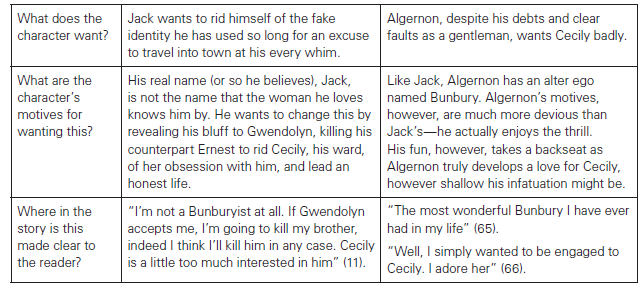 What does the
character want?
Jack wants to rid himself of the fake
identity he has used so long for an excuse
to travel into town at his every whim.
Algernon, despite his debts and clear
faults as a gentleman, wants Cecily badly.
What are the
character's
motives for
wanting this?
His real name (or so he believes), Jack,
is not the name that the woman he loves
knows him by. He wants to change this by
revealing his bluff to Gwendolyn, killing his
counterpart Ernest to rid Cecily, his ward,
of her obsession with him, and lead an
honest life.
Like Jack, Algernon has an alter ego
named Bunbury. Algernon's motives,
however, are much more devious than
Jack's—he actually enjoys the thrill.
His fun, however, takes a backseat as
Algernon truly develops a love for Cecily,
however shallow his infatuation might be.
Where in the
story is this
made clear to
the reader?
"I'm not a Bunburyist at all. If Gwendolyn
accepts me, I'm going to kill my brother,
indeed I think I'll kill him in any case. Cecily
is a little too much interested in him" (11).
"The most wonderful Bunbury I have ever
had in my life" (65).
"Well, I simply wanted to be engaged to
Cecily. I adore her" (66).